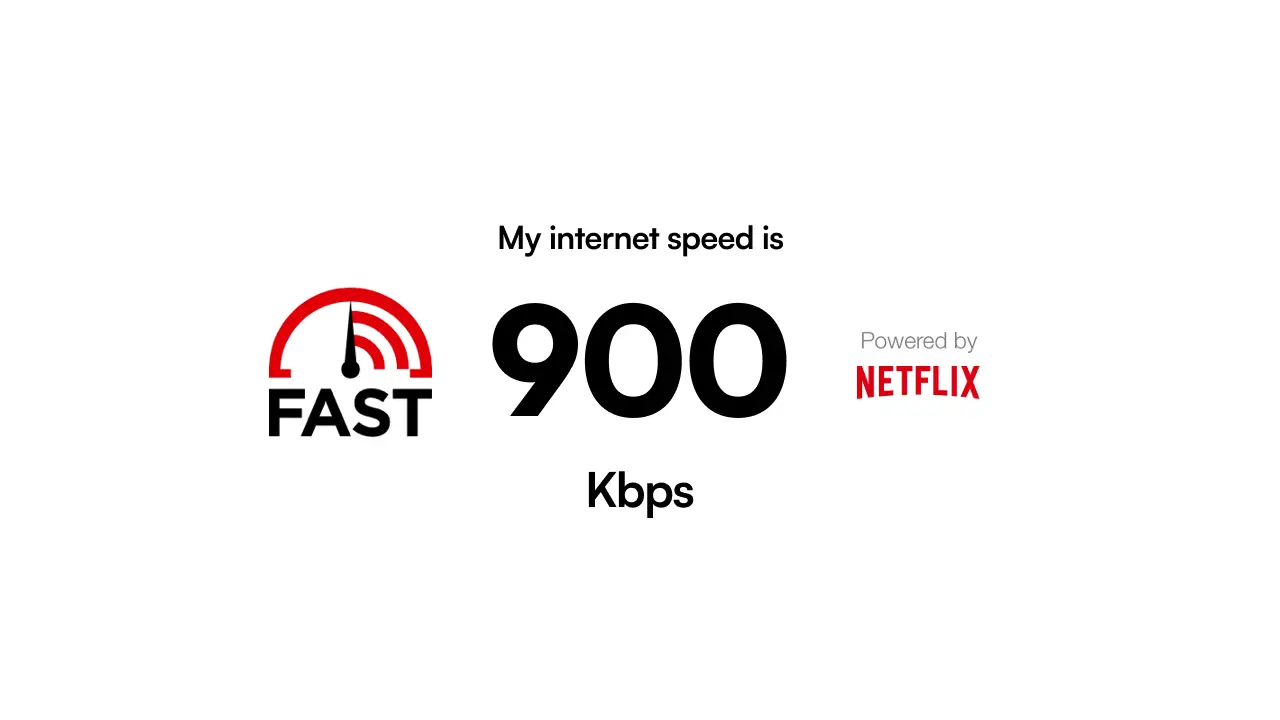 My internet speed is
FAST
900
Powered by
NETFLIX
Kbps